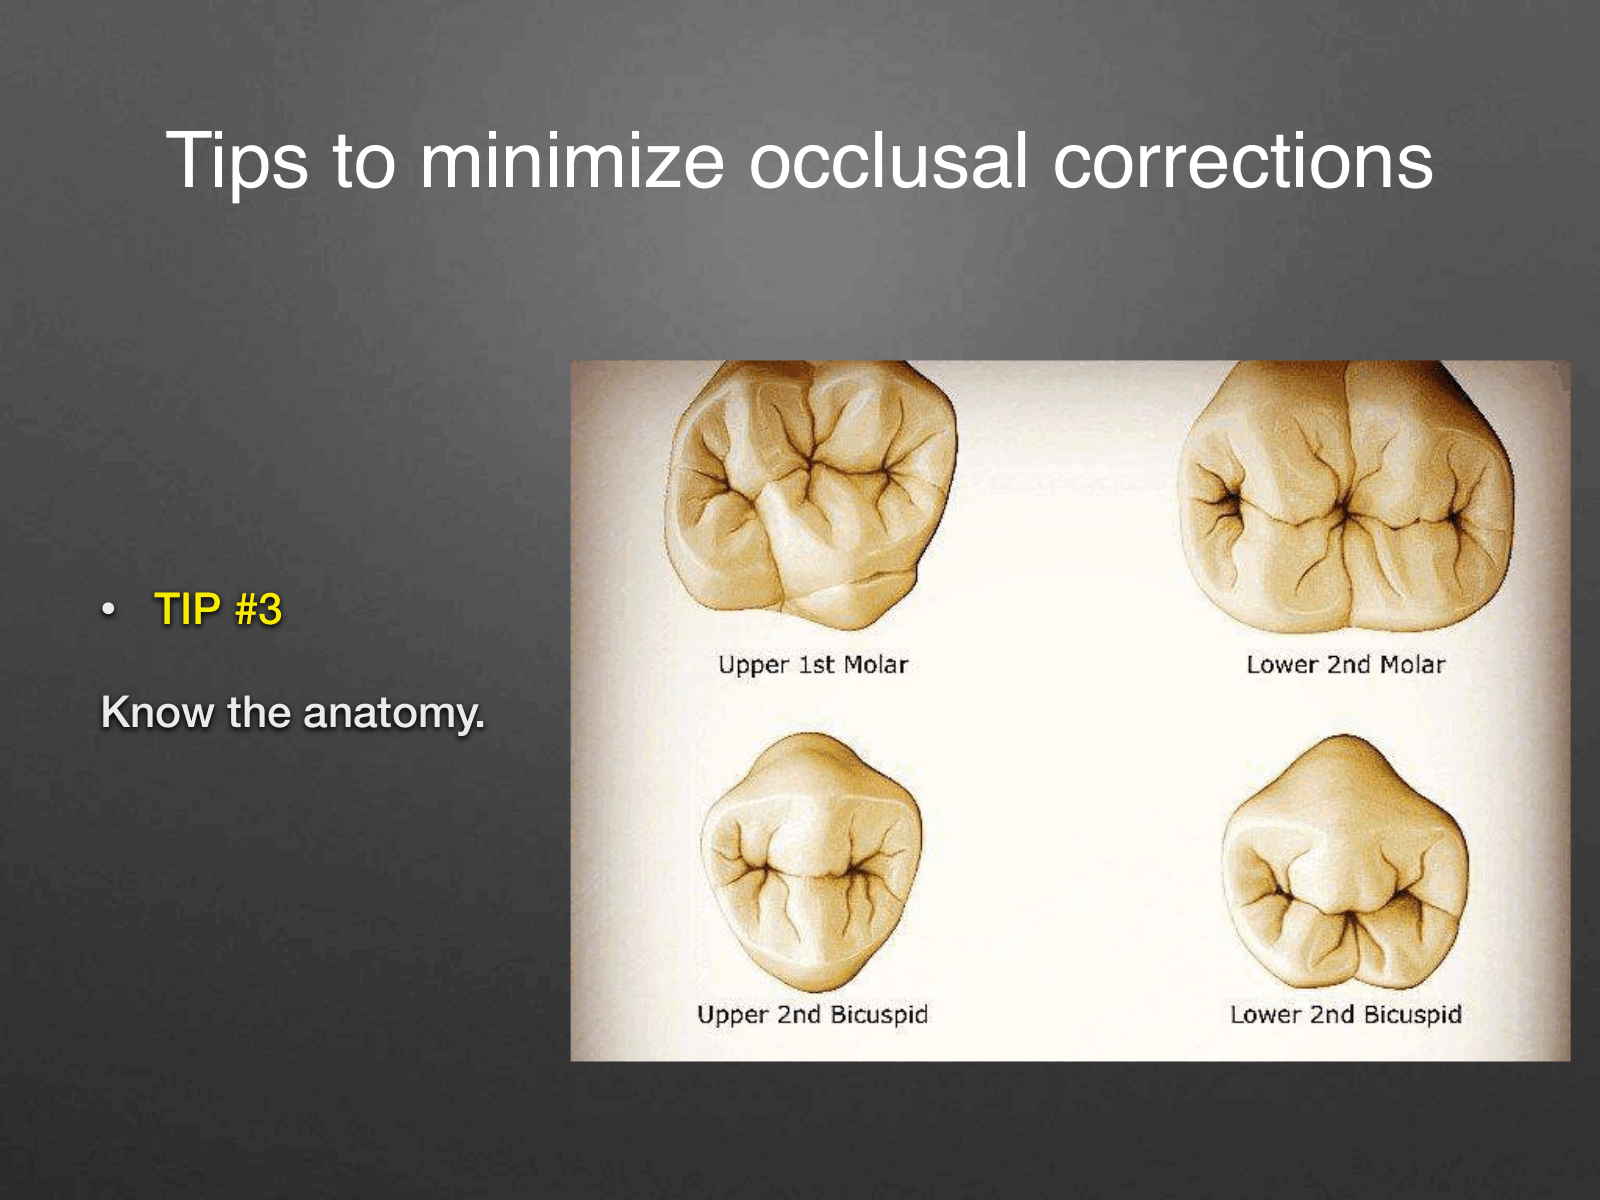 Tips to minimize occlusal corrections
• TIP #3
Know the anatomy.
Upper 1st Molar
Lower 2nd Molar
Upper 2nd Bicuspid
Lower 2nd Bicuspid